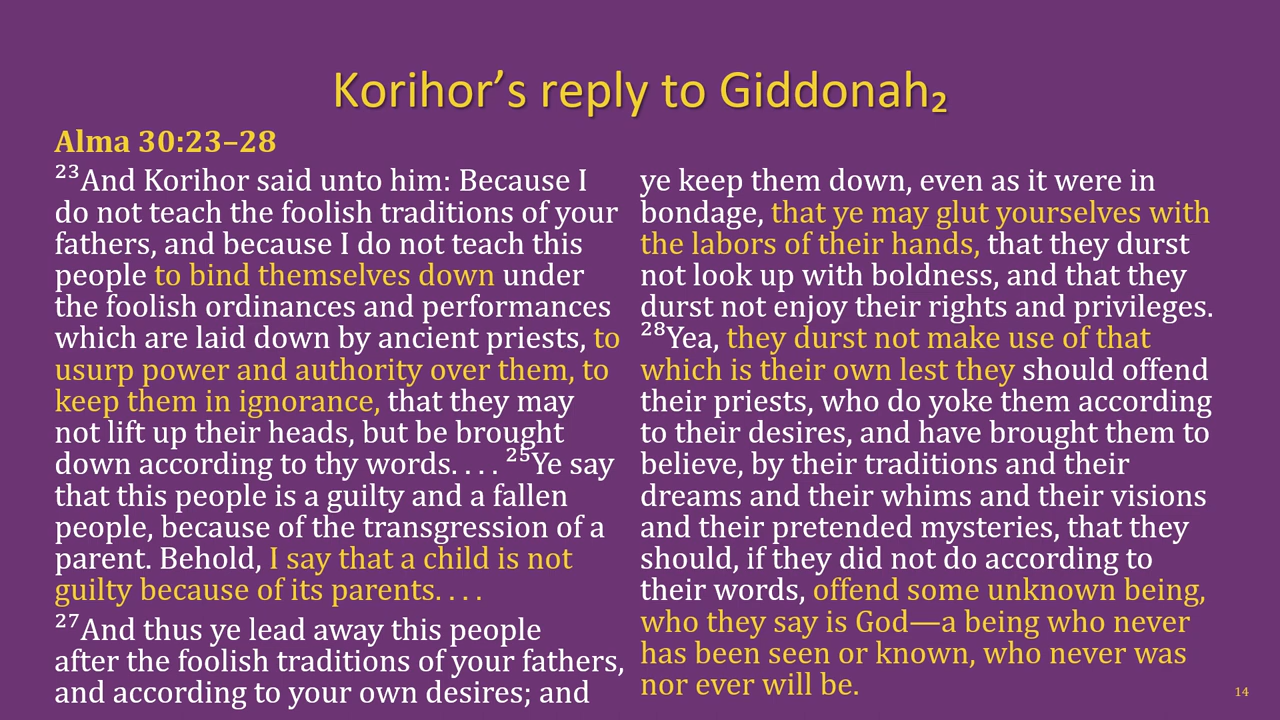 Korihor’s reply to Giddonah₂
Alma 30:23–28
²³And Korihor said unto him: Because I
do not teach the foolish traditions of your
fathers, and because I do not teach this
people to bind themselves down under
the foolish ordinances and performances
which are laid down by ancient priests, to
usurp power and authority over them, to
keep them in ignorance, that they may
not lift up their heads, but be brought
down according to thy words. . . . ²⁵Ye say
that this people is a guilty and a fallen
people, because of the transgression of a
parent. Behold, I say that a child is not
guilty because of its parents. . . .
²⁷And thus ye lead away this people
after the foolish traditions of your fathers,
and according to your own desires; and
ye keep them down, even as it were in
bondage, that ye may glut yourselves with
the labors of their hands, that they durst
not look up with boldness, and that they
durst not enjoy their rights and privileges.
²⁸Yea, they durst not make use of that
which is their own lest they should offend
their priests, who do yoke them according
to their desires, and have brought them to
believe, by their traditions and their
dreams and their whims and their visions
and their pretended mysteries, that they
should, if they did not do according to
their words, offend some unknown being,
who they say is God—a being who never
has been seen or known, who never was
nor ever will be.
14